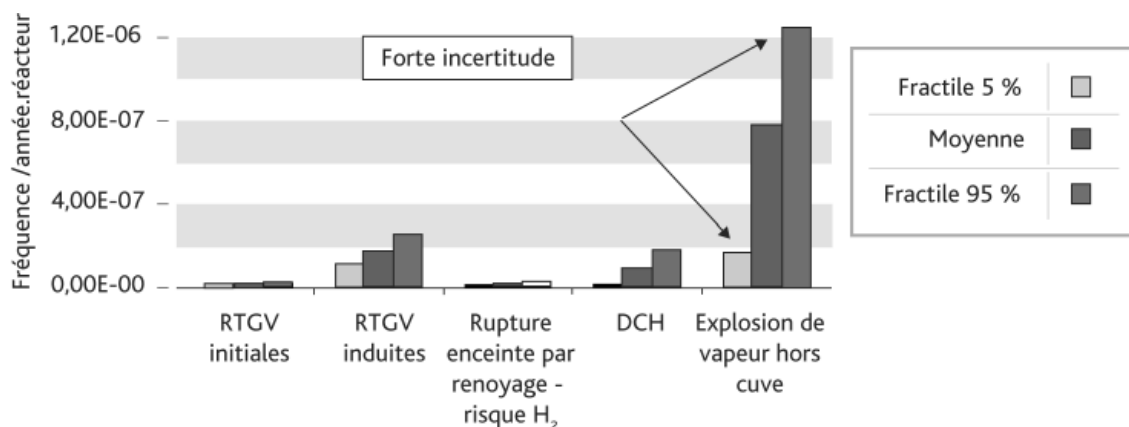 Fréquence /année.réacteur
1,20E-06
8,00E-07
4,00E-07
0,00E-00
Forte incertitude
RTGV
initiales
RTGV
induites
Rupture
enceinte par
renoyage -
risque H₂
DCH
Explosion de
vapeur hors
cuve
Fractile 5 %
Moyenne
Fractile 95 %